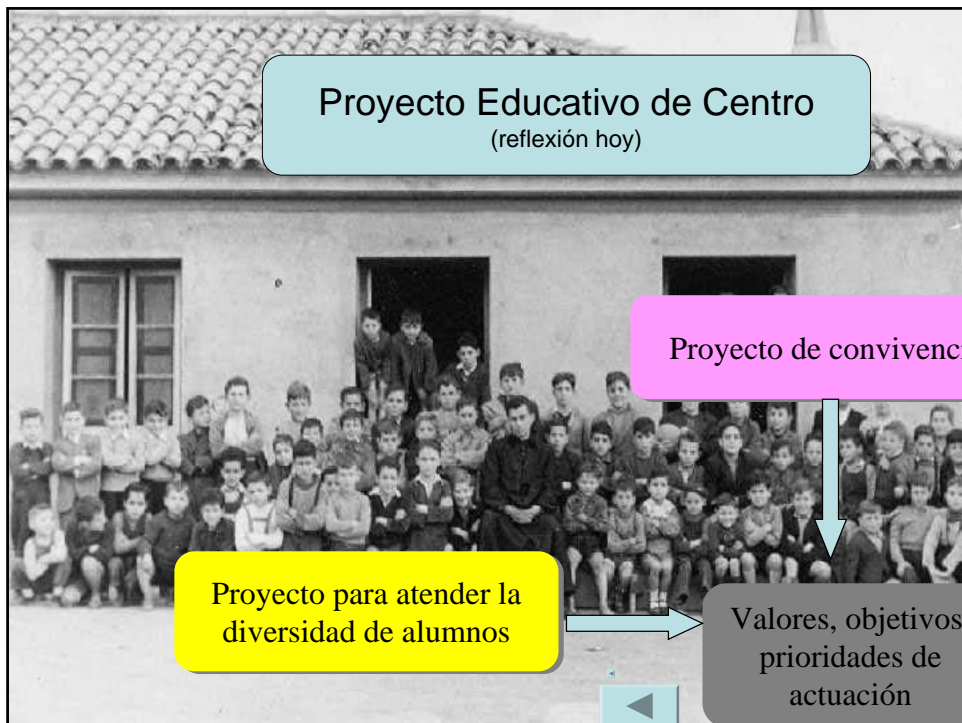 Proyecto Educativo de Centro
(reflexión hoy)
Proyecto de convivenci
Proyecto para atender la
diversidad de alumnos
Valores, objetivos
prioridades de
actuación